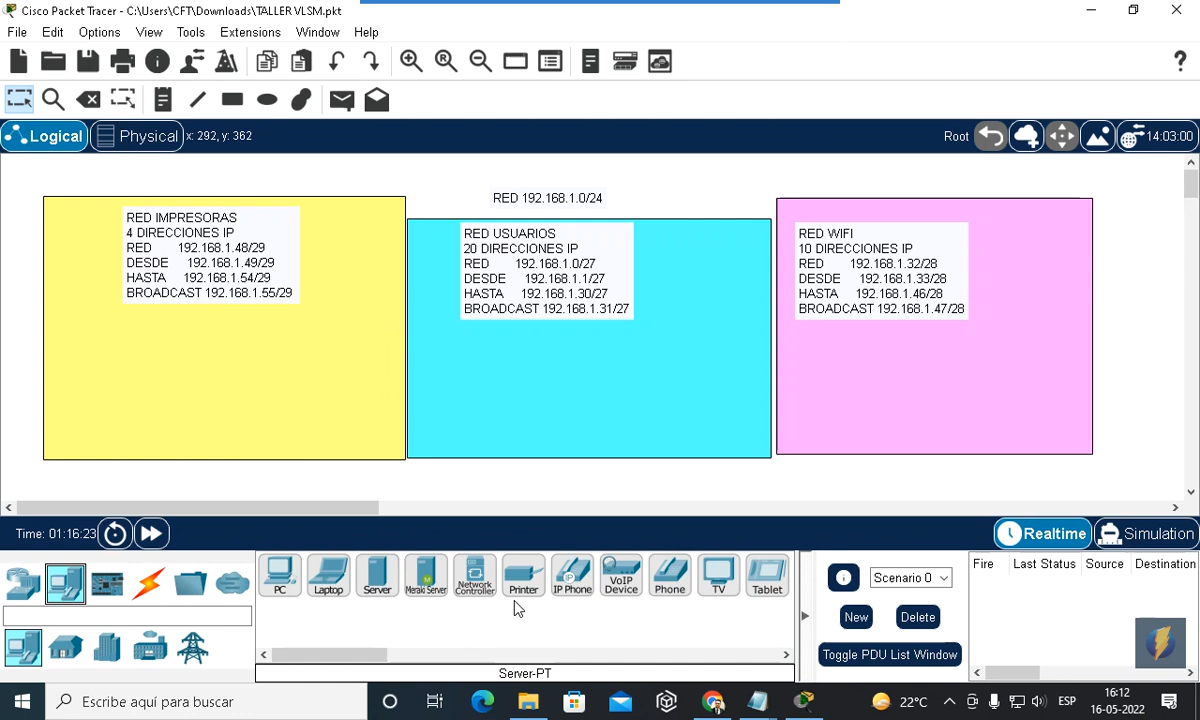 Cisco Packet Tracer - C:\Users\CFT\Downloads\TALLER VLSM.pkt
File Edit Options View Tools Extensions Window Help
Logical Physical x: 292, y: 362 Root 14:03:00
RED 192.168.1.0/24
RED IMPRESORAS
4 DIRECCIONES IP
RED 192.168.1.48/29
DESDE 192.168.1.49/29
HASTA 192.168.1.54/29
BROADCAST 192.168.1.55/29
RED USUARIOS
20 DIRECCIONES IP
RED 192.168.1.0/27
DESDE 192.168.1.1/27
HASTA 192.168.1.30/27
BROADCAST 192.168.1.31/27
RED WIFI
10 DIRECCIONES IP
RED 192.168.1.32/28
DESDE 192.168.1.33/28
HASTA 192.168.1.46/28
BROADCAST 192.168.1.47/28
Time: 01:16:23 Realtime Simulation
PC Laptop Server Meraki Server Network Controller Printer IP Phone VoIP Device Phone TV Tablet
Server-PT
Scenario 0
New Delete
Toggle PDU List Window
Fire Last Status Source Destination
Escribe aquí para buscar
22°C ESP
16:12
16-05-2022